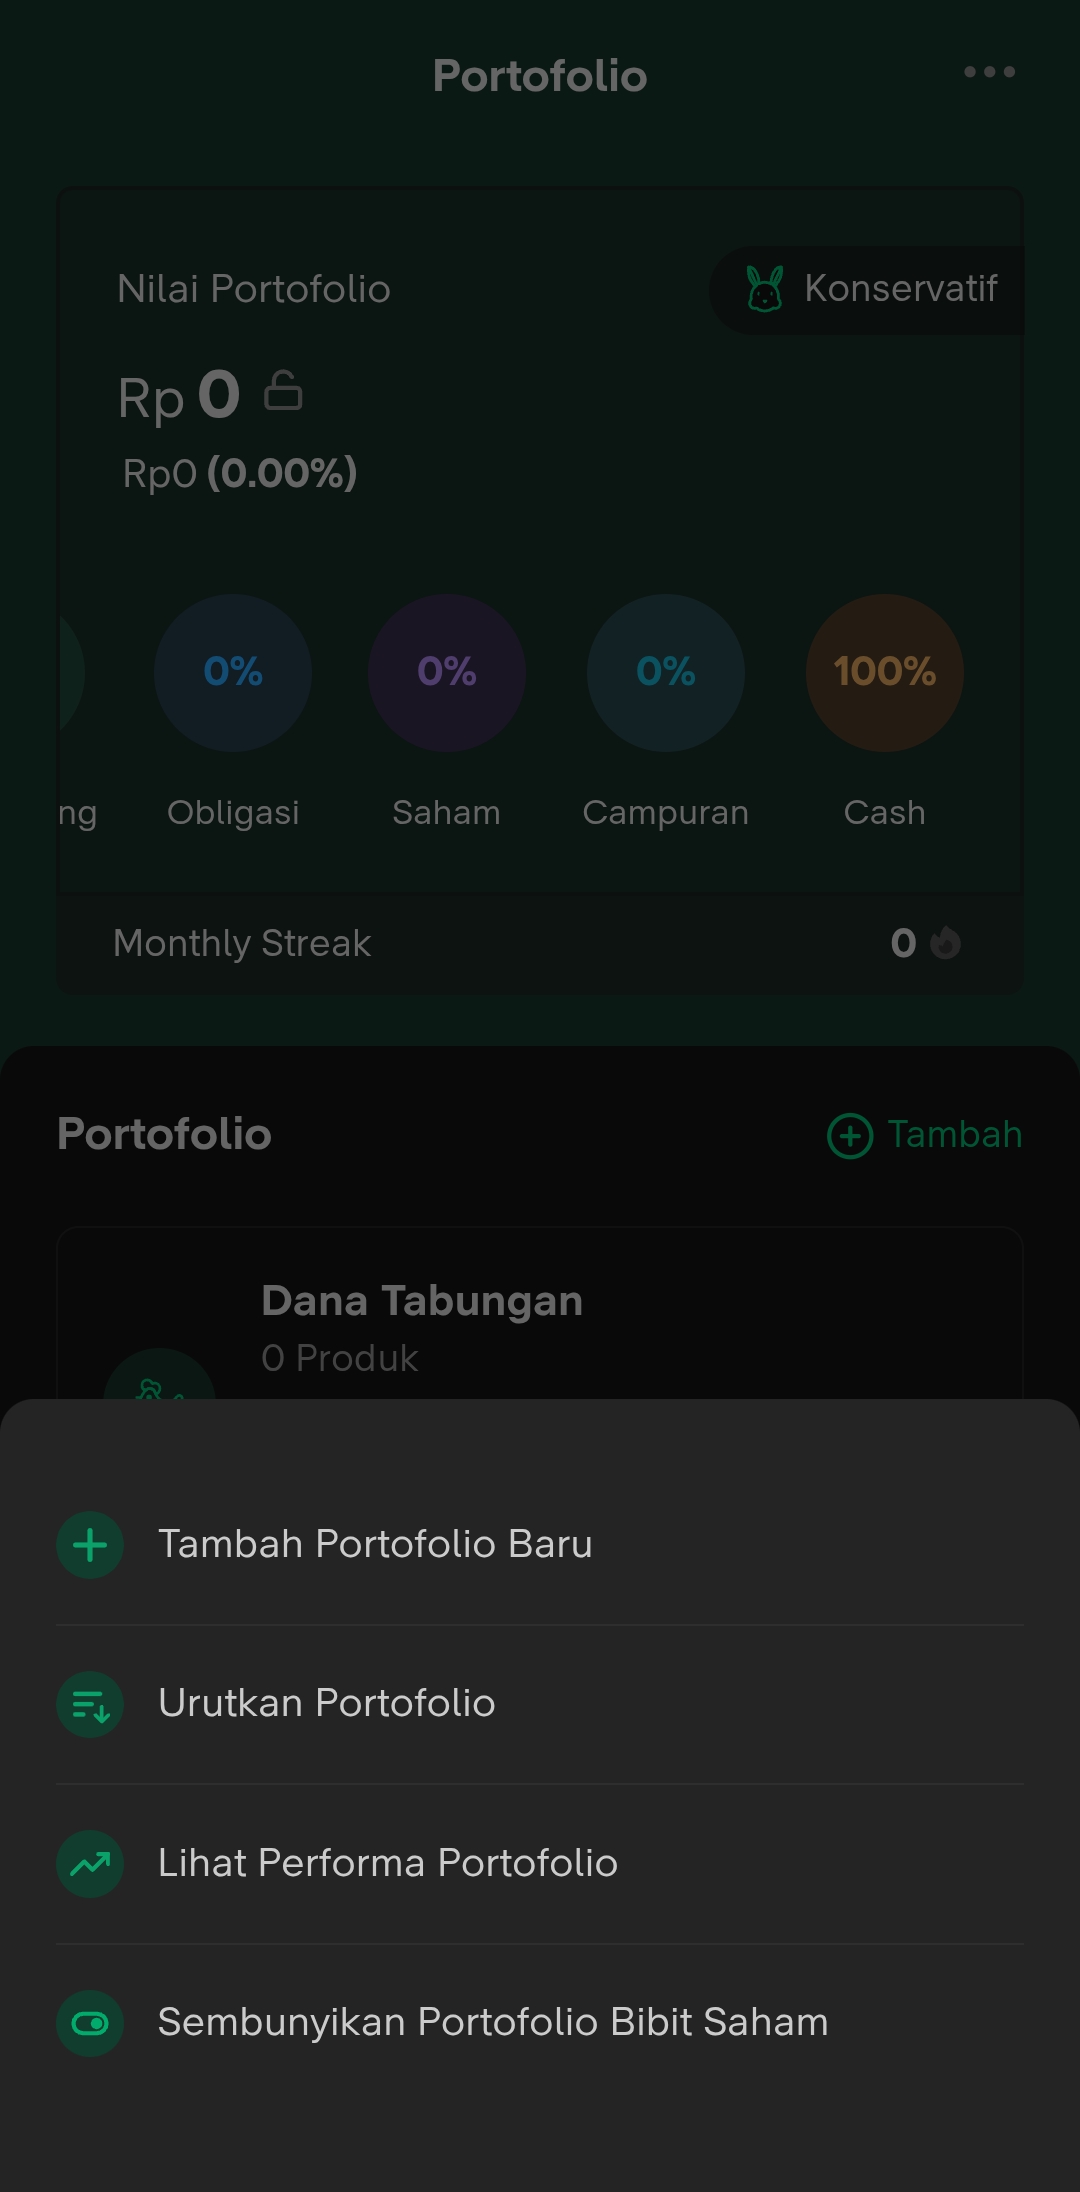 Portofolio
Nilai Portofolio
Konservatif
Rp 0
Rp0 (0.00%)
0%
0%
0%
100%
ng
Obligasi
Saham
Campuran
Cash
Monthly Streak
0
Portofolio
Tambah
Dana Tabungan
0 Produk
Tambah Portofolio Baru
Urutkan Portofolio
Lihat Performa Portofolio
Sembunyikan Portofolio Bibit Saham